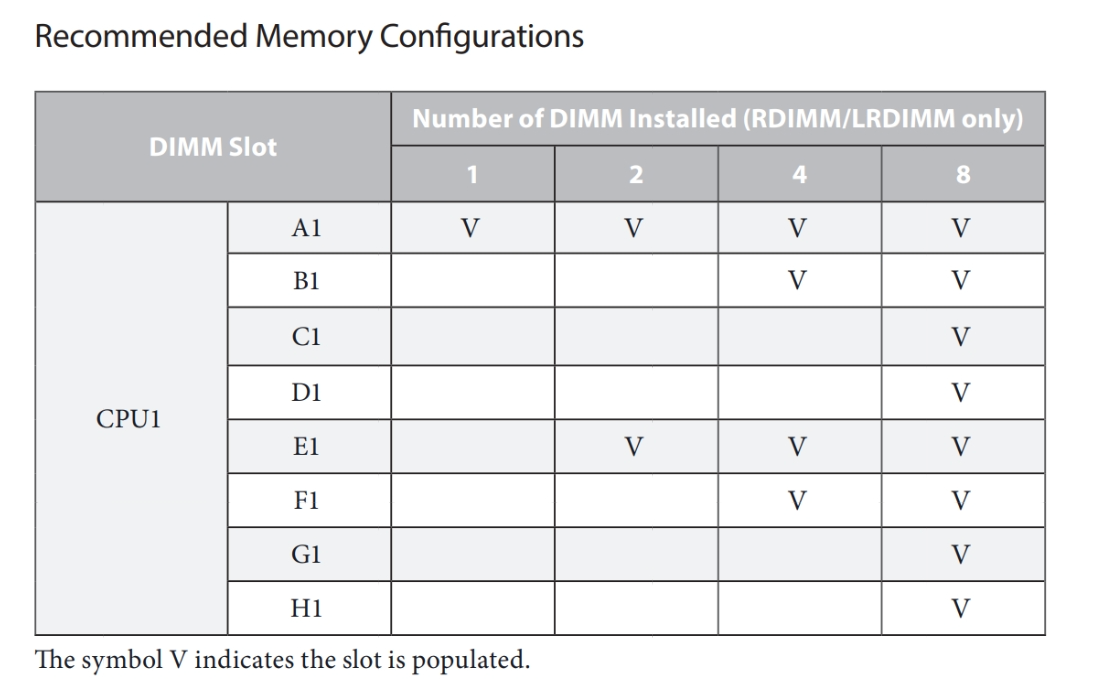 Recommended Memory Configurations
DIMM Slot
Number of DIMM Installed (RDIMM/LRDIMM only)
1 2 4 8
CPU1
A1 V V V V
B1 V V
C1 V
D1 V
E1 V V V
F1 V V
G1 V
H1 V
The symbol V indicates the slot is populated.